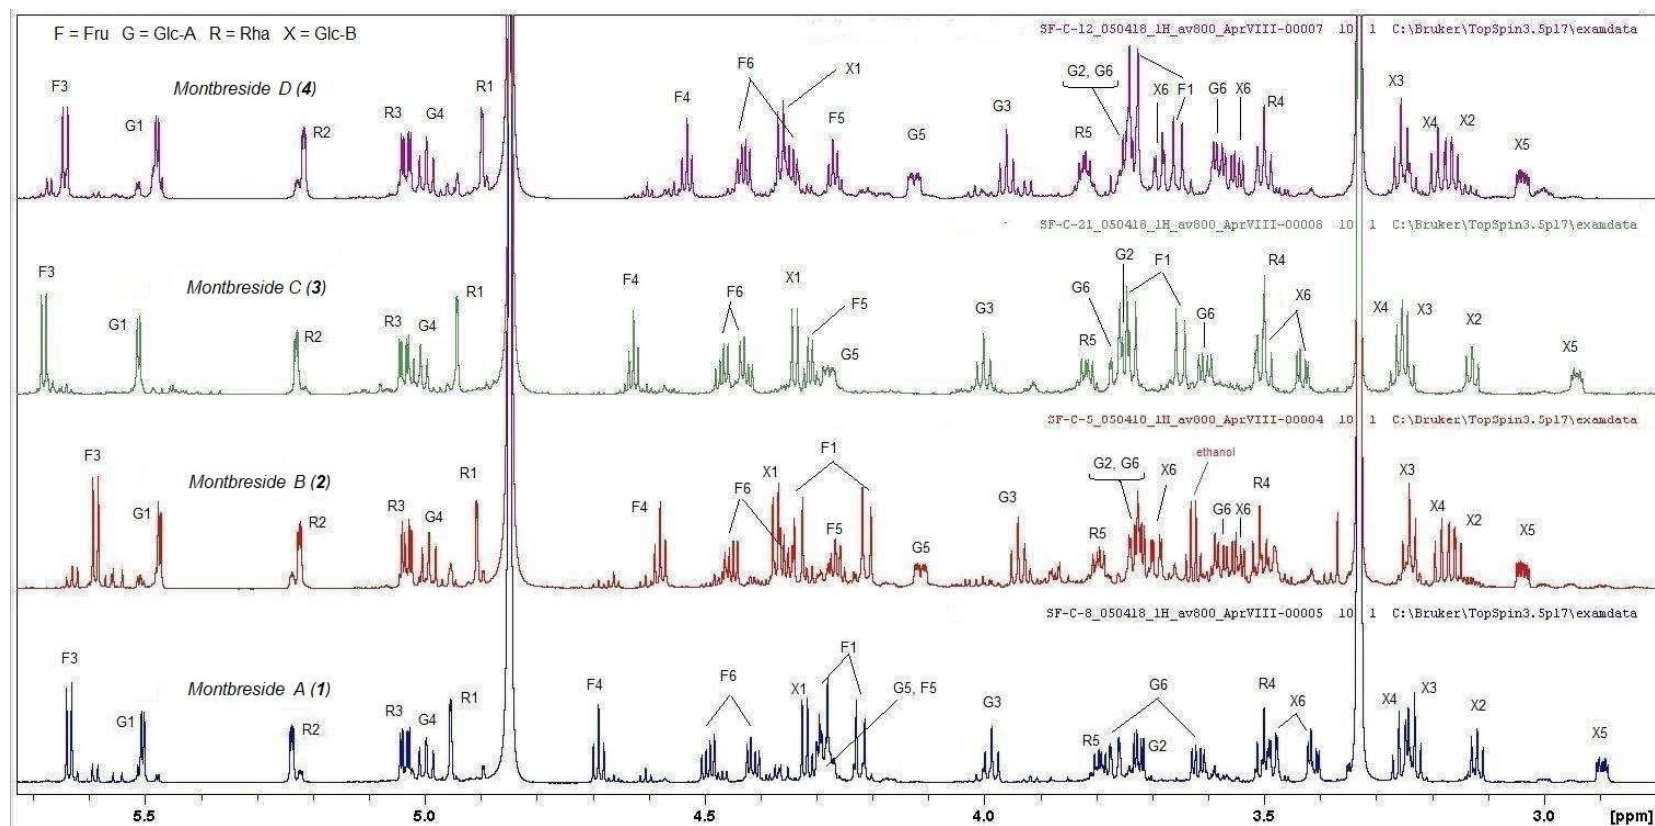 F = Fru G = Glc-A R = Rha X = Glc-B
SF-C-12_050418_1H_av800_AprVIII-00007 10 1 C:\Bruker\TopSpin3.5pl7\examdata
Montbreside D (4)
F3 G1 R2 R3 G4 R1 F4 F6 X1 F5 G5 G3 R5 G2, G6 X6 F1 G6 X6 R4 X3 X4 X2 X5
SF-C-21_050418_1H_av800_AprVIII-00008 10 1 C:\Bruker\TopSpin3.5pl7\examdata
Montbreside C (3)
F3 G1 R2 R3 G4 R1 F4 F6 X1 F5 G5 G3 G6 R5 G2 F1 G6 R4 X6 X4 X3 X2 X5
SF-C-5_050410_1H_av000_AprVIII-00004 10 1 C:\Bruker\TopSpin3.5pl7\examdata
Montbreside B (2)
F3 G1 R2 R3 G4 R1 F4 F6 X1 F1 F5 G5 G3 R5 G2, G6 X6 ethanol G6 X6 R4 X3 X4 X2 X5
SF-C-8_050418_1H_av800_AprVIII-00005 10 1 C:\Bruker\TopSpin3.5pl7\examdata
Montbreside A (1)
F3 G1 R2 R3 G4 R1 F4 F6 X1 F1 G5, F5 G3 R5 G6 G2 R4 X6 X4 X3 X2 X5
5.5 5.0 4.5 4.0 3.5 3.0 [ppm]